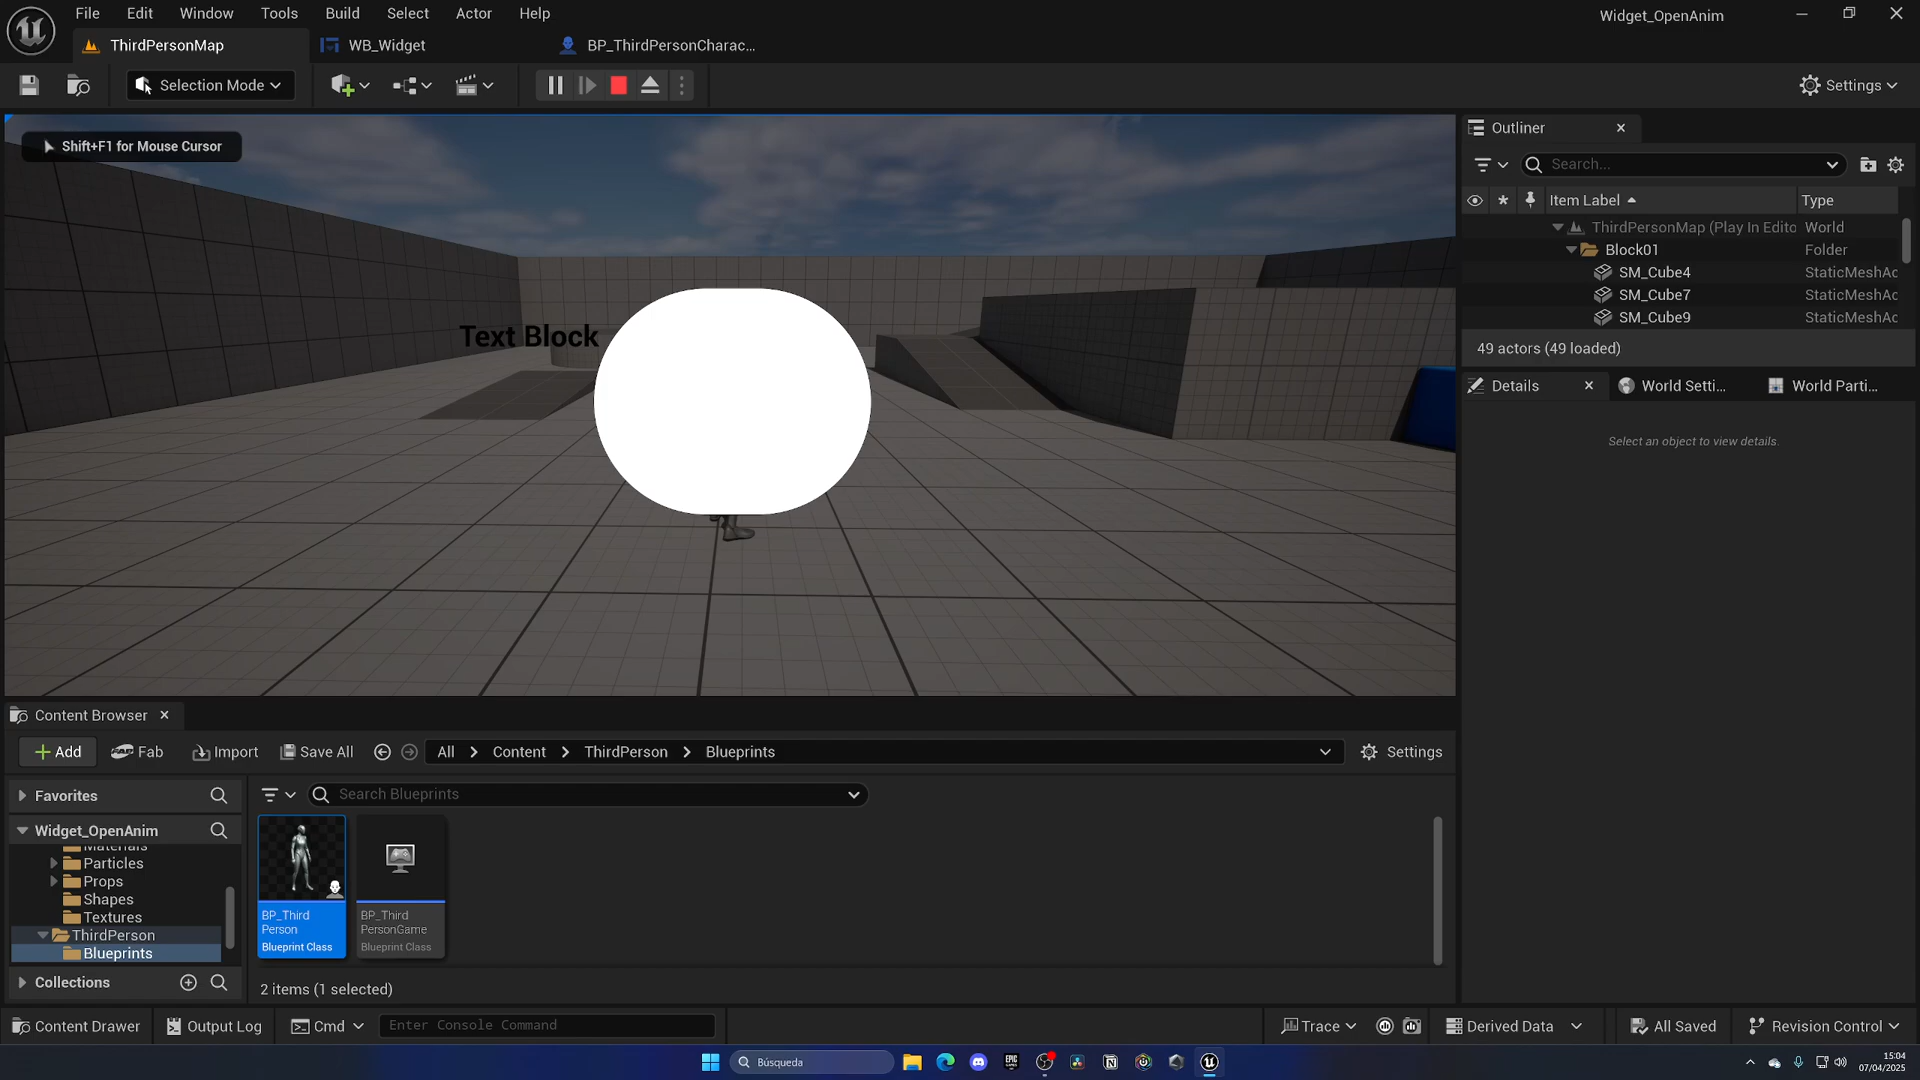 File Edit Window Tools Build Select Actor Help
Widget_OpenAnim
ThirdPersonMap
WB_Widget
BP_ThirdPersonCharac...
Selection Mode
Settings
Shift+F1 for Mouse Cursor
Text Block
Outliner
Search...
Item Label
Type
ThirdPersonMap (Play In Edito World
Block01 Folder
SM_Cube4 StaticMeshAc
SM_Cube7 StaticMeshAc
SM_Cube9 StaticMeshAc
49 actors (49 loaded)
Details
World Setti...
World Parti...
Select an object to view details.
Content Browser
Add
Fab
Import
Save All
All
Content
ThirdPerson
Blueprints
Settings
Favorites
Widget_OpenAnim
Materials
Particles
Props
Shapes
Textures
ThirdPerson
Blueprints
Collections
Search Blueprints
BP_Third
Person
Blueprint Class
BP_Third
PersonGame
Blueprint Class
2 items (1 selected)
Content Drawer
Output Log
Cmd
Enter Console Command
Trace
Derived Data
All Saved
Revision Control
Búsqueda
EPIC
GAMES
15:04
07/04/2025